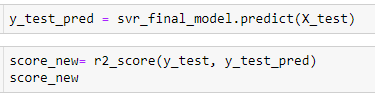 y_test_pred = svr_final_model.predict(X_test)
score_new= r2_score(y_test, y_test_pred)
score_new